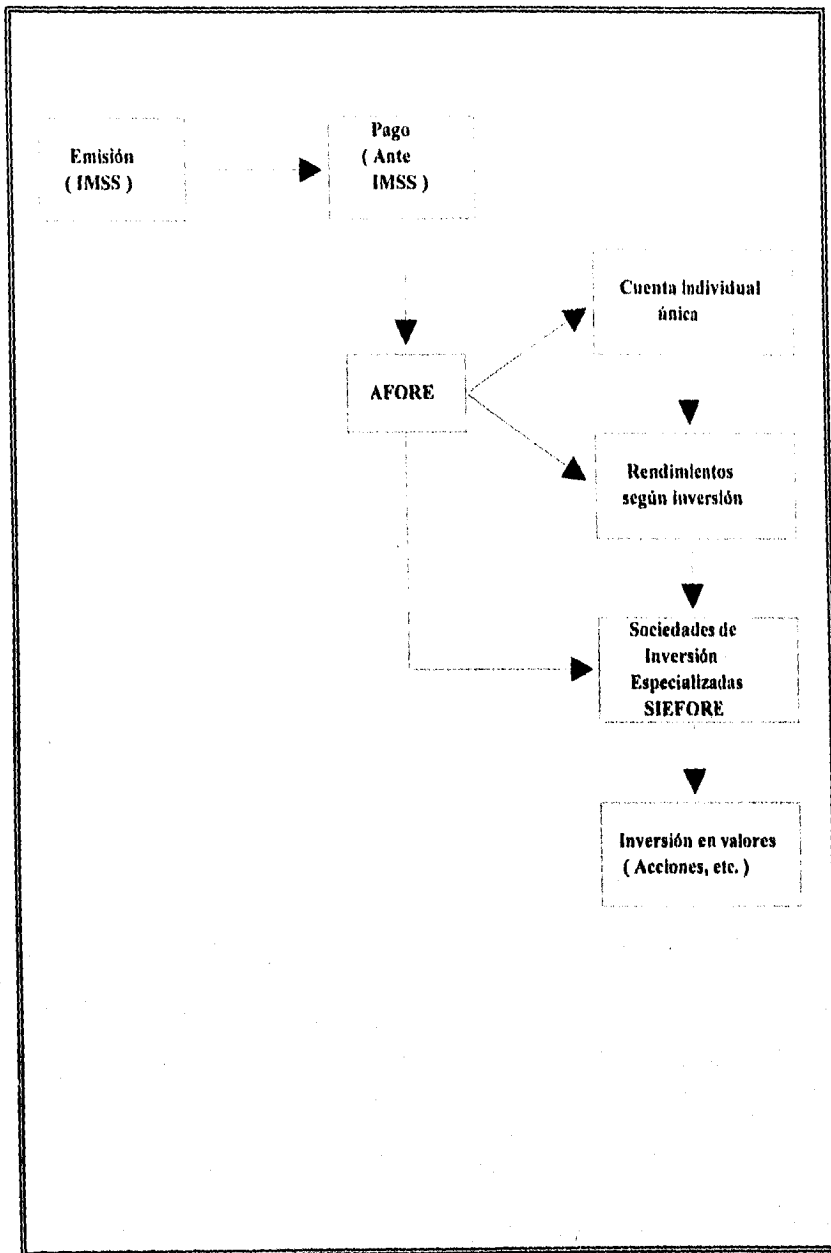 Emisión
( IMSS )
Pago
( Ante
IMSS )
Cuenta individual
única
AFORE
Rendimientos
según inversión
Sociedades de
Inversión
Especializadas
SIEFORE
Inversión en valores
( Acciones, etc. )